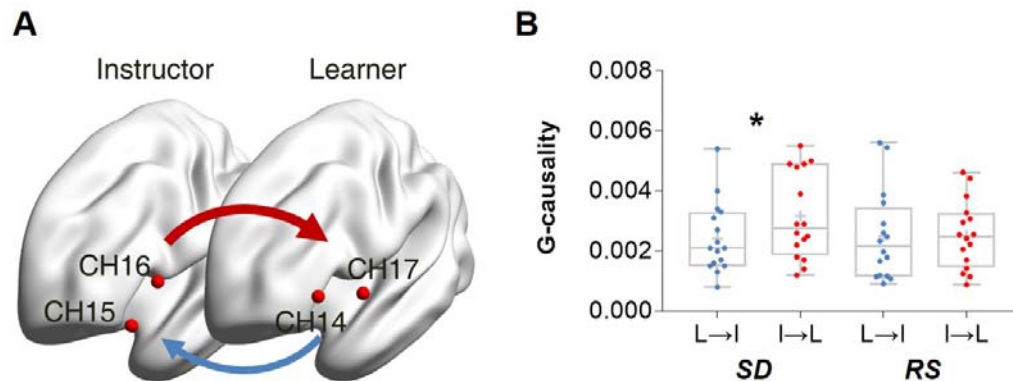 A
Instructor
Learner
CH16
CH15
CH17
CH14
B
G-causality
0.008
0.006
0.004
0.002
0.000
*
L→I
I→L
L→I
I→L
SD
RS